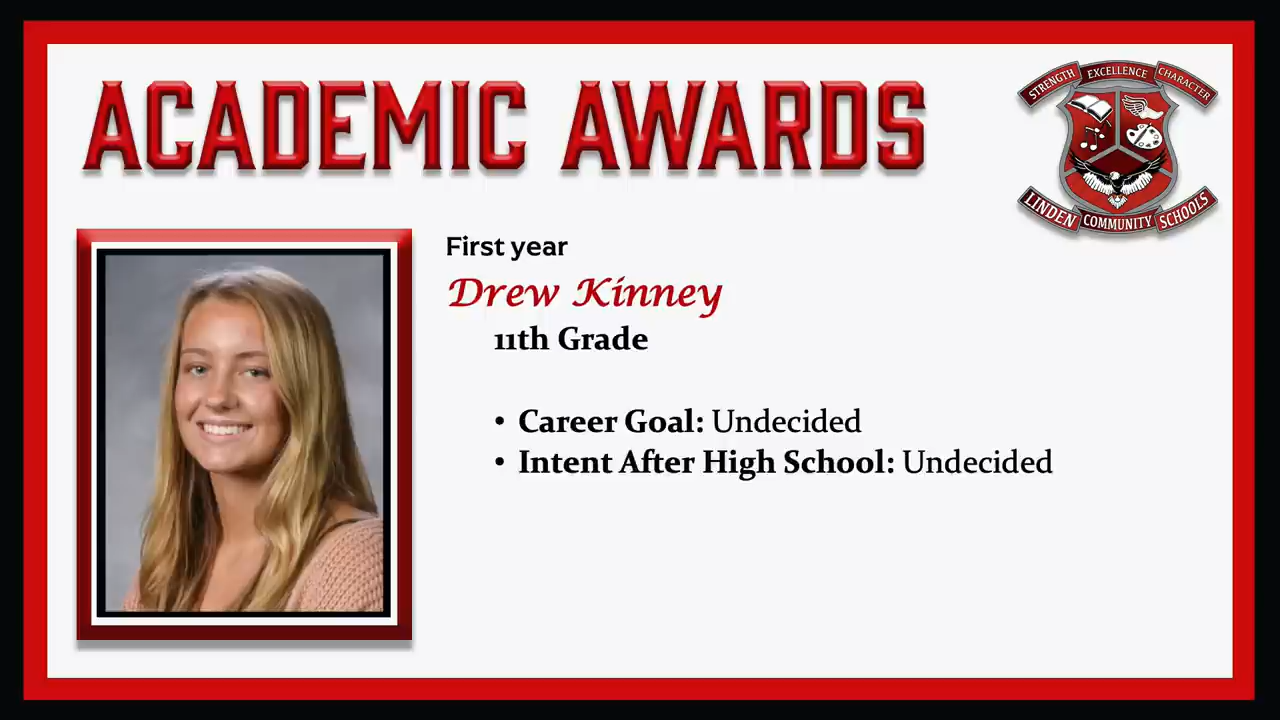 ACADEMIC AWARDS
STRENGTH EXCELLENCE CHARACTER
LINDEN COMMUNITY SCHOOLS
First year
Drew Kinney
11th Grade
• Career Goal: Undecided
• Intent After High School: Undecided